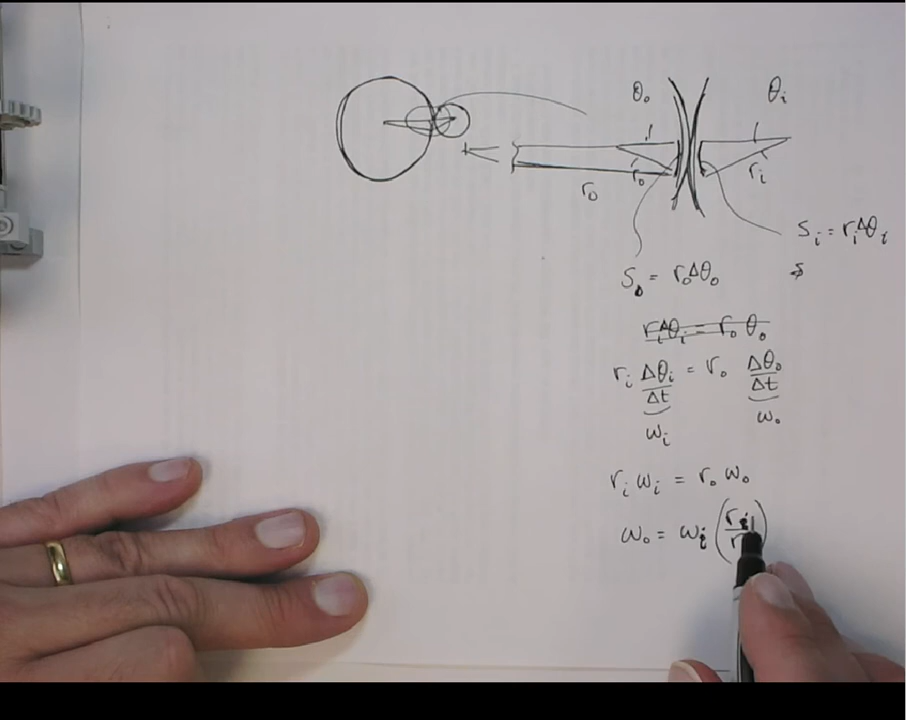 θₒ θᵢ
rₒ rₒ rᵢ
Sᵢ = rᵢΔθᵢ
Sₒ = rₒΔθₒ
rᵢΔθᵢ = rₒ θₒ
rᵢ Δθᵢ/Δt = rₒ Δθₒ/Δt
ωᵢ ωₒ
rᵢ ωᵢ = rₒ ωₒ
ωₒ = ωᵢ (rᵢ/r